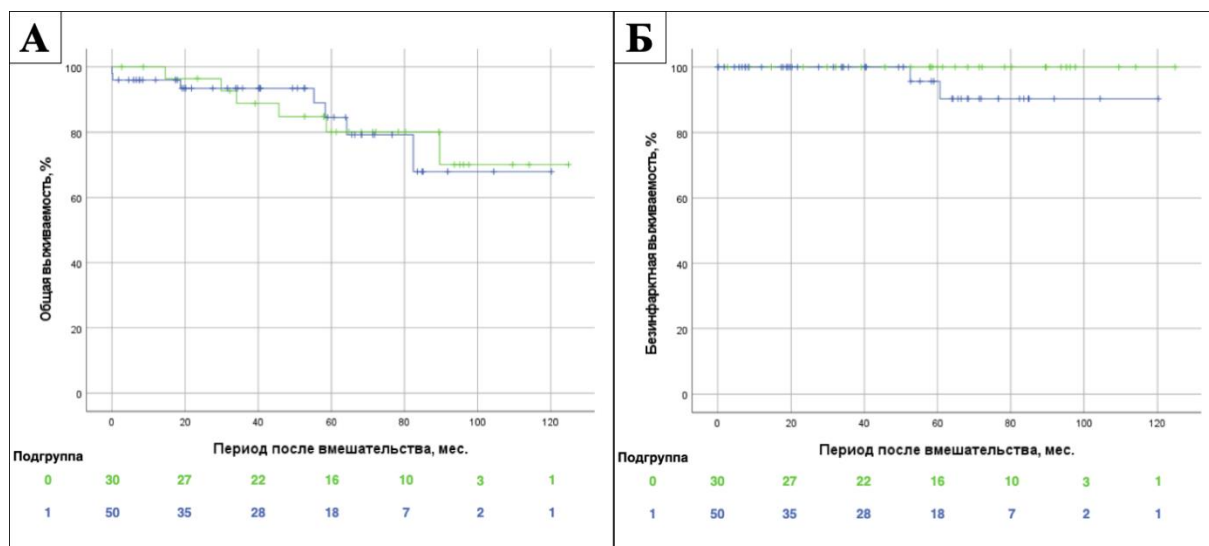 А
Общая выживаемость, %
100
80
60
40
20
0
0 20 40 60 80 100 120
Период после вмешательства, мес.
Подгруппа
0 30 27 22 16 10 3 1
1 50 35 28 18 7 2 1
Б
Безинфарктная выживаемость, %
100
80
60
40
20
0
0 20 40 60 80 100 120
Период после вмешательства, мес.
Подгруппа
0 30 27 22 16 10 3 1
1 50 35 28 18 7 2 1